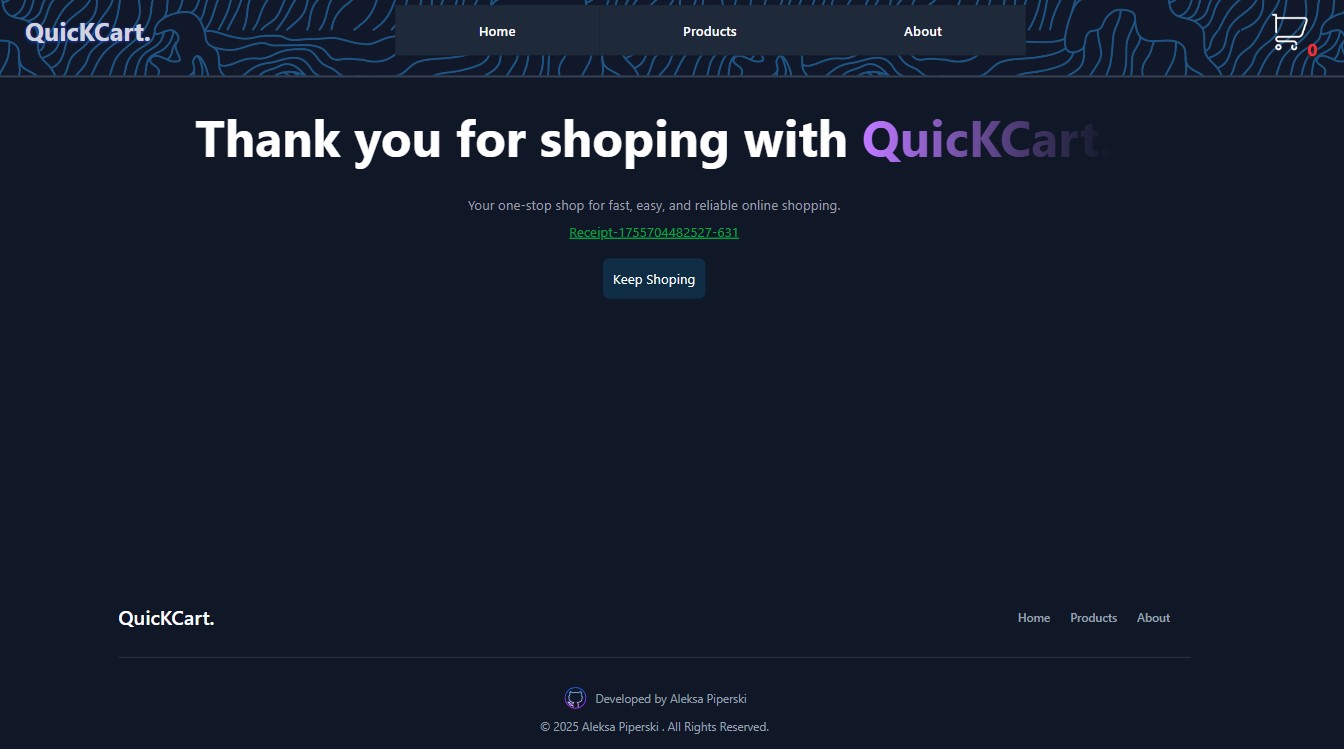 QuicKCart.
Home
Products
About
0
Thank you for shoping with QuicKCart.
Your one-stop shop for fast, easy, and reliable online shopping.
Receipt-1755704482527-631
Keep Shoping
QuicKCart.
Home
Products
About
Developed by Aleksa Piperski
© 2025 Aleksa Piperski . All Rights Reserved.